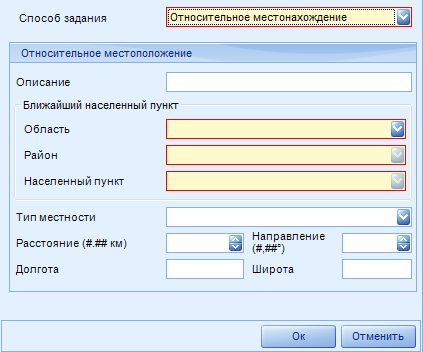 Способ задания Относительное местонахождение
Относительное местоположение
Описание
Ближайший населенный пункт
Область
Район
Населенный пункт
Тип местности
Расстояние (#.## км) Направление (#,##°)
Долгота Широта
Ок Отменить